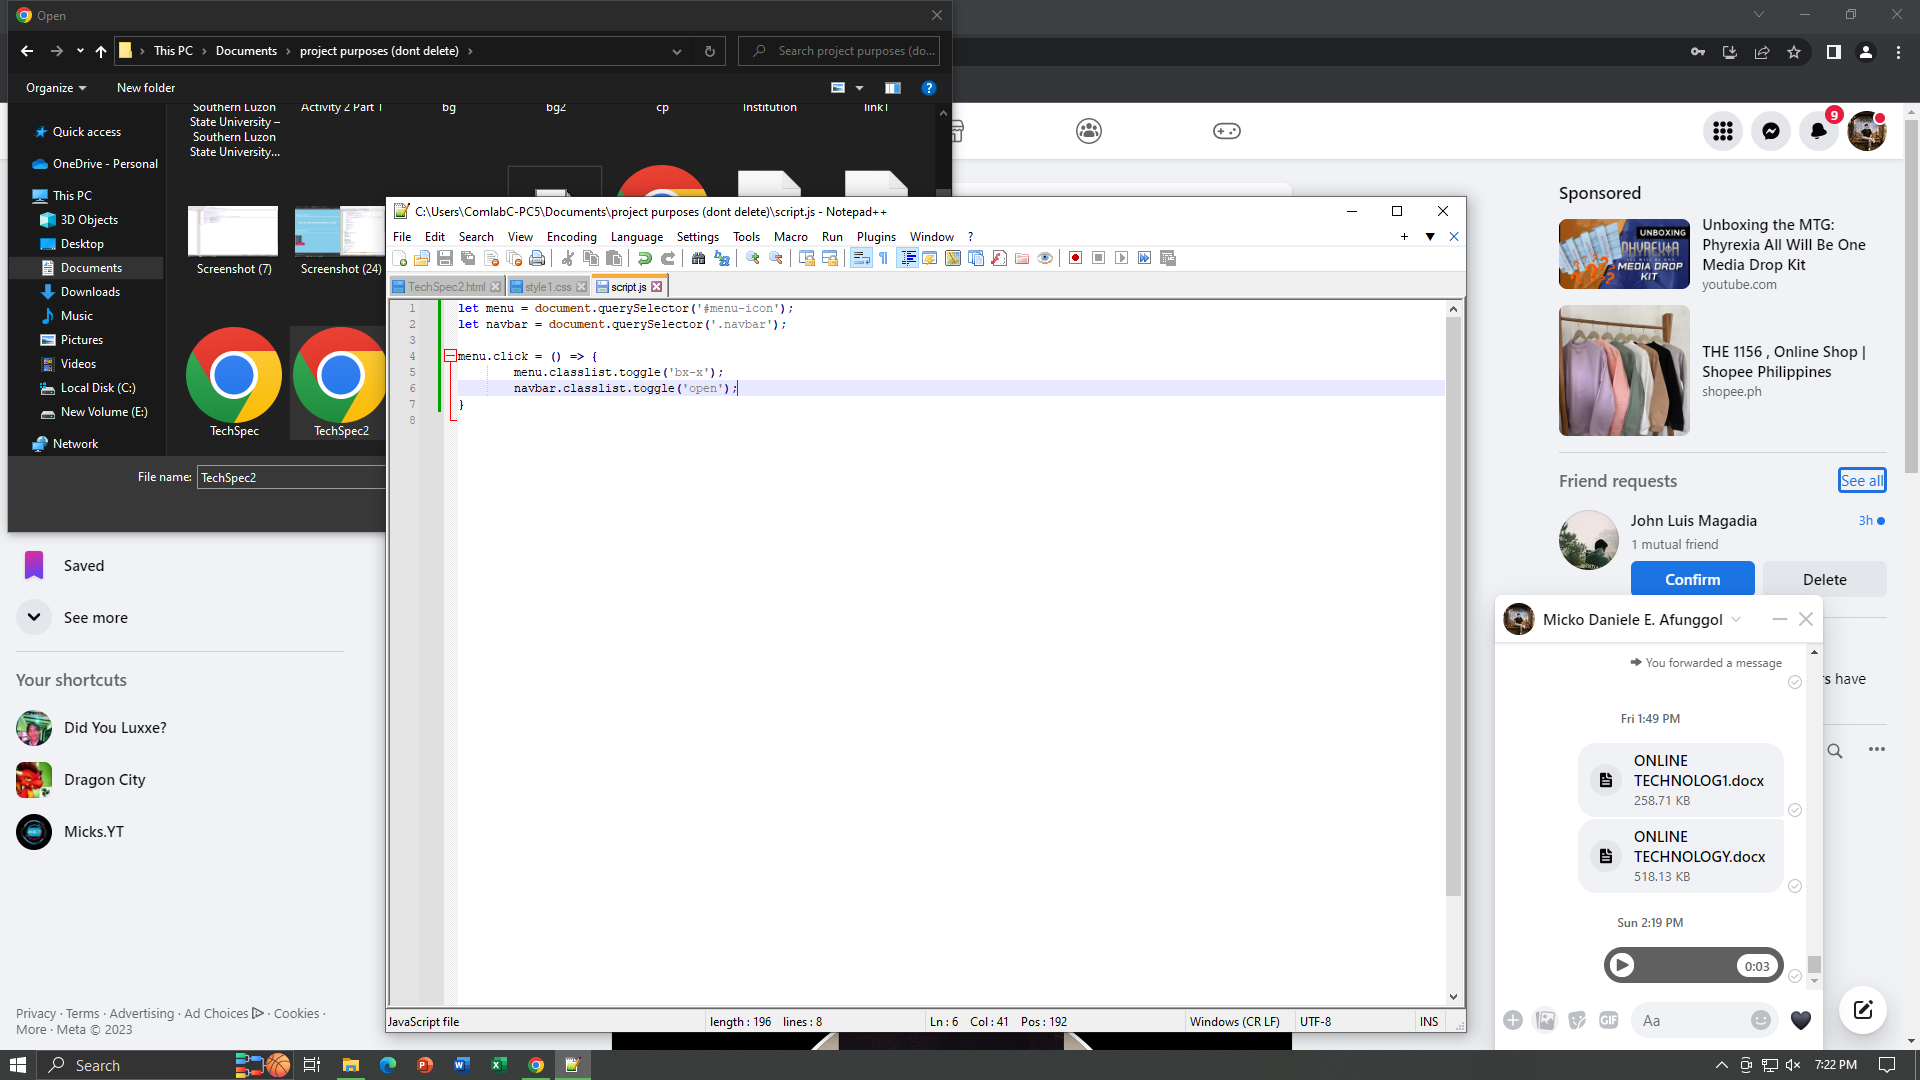 Open
This PC
Documents
project purposes (dont delete)
Search project purposes (do...
Organize
New folder
?
Quick access
OneDrive - Personal
This PC
3D Objects
Desktop
Documents
Downloads
Music
Pictures
Videos
Local Disk (C:)
New Volume (E:)
Network
Southern Luzon
State University –
Southern Luzon
State University...
Activity 2 Part 1
bg
bg2
cp
Institution
link1
Screenshot (7)
Screenshot (24)
TechSpec
TechSpec2
File name:
TechSpec2
C:\Users\ComlabC-PC5\Documents\project purposes (dont delete)\script.js - Notepad++
File Edit Search View Encoding Language Settings Tools Macro Run Plugins Window ?
TechSpec2.html
style1.css
script.js
1 let menu = document.querySelector('#menu-icon');
2 let navbar = document.querySelector('.navbar');
3
4 menu.click = () => {
5 menu.classlist.toggle('bx-x');
6 navbar.classlist.toggle('open');
7 }
8
JavaScript file
length : 196 lines : 8
Ln : 6 Col : 41 Pos : 192
Windows (CR LF)
UTF-8
INS
9
Sponsored
UNBOXING
PHYREXIA
MEDIA DROP
KIT
Unboxing the MTG:
Phyrexia All Will Be One
Media Drop Kit
youtube.com
THE 1156 , Online Shop |
Shopee Philippines
shopee.ph
Friend requests
See all
John Luis Magadia
3h
1 mutual friend
Confirm
Delete
Micko Daniele E. Afunggol
You forwarded a message
Fri 1:49 PM
ONLINE
TECHNOLOG1.docx
258.71 KB
ONLINE
TECHNOLOGY.docx
518.13 KB
Sun 2:19 PM
0:03
GIF
Aa
have
Saved
See more
Your shortcuts
Did You Luxxe?
Dragon City
Micks.YT
Privacy · Terms · Advertising · Ad Choices · Cookies ·
More · Meta © 2023
Search
7:22 PM